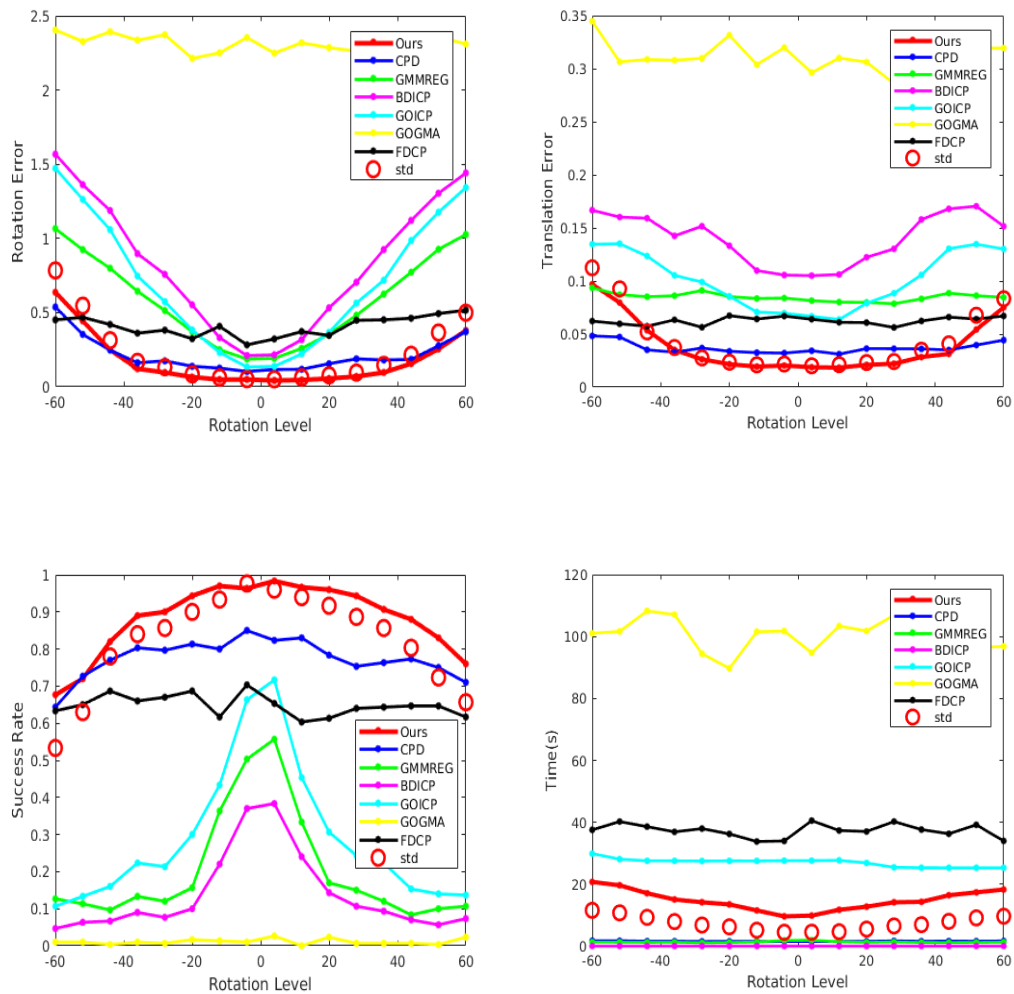 2.5
2
1.5
1
0.5
0
-60
-40
-20
0
20
40
60
Rotation Error
Rotation Level
Ours
CPD
GMMREG
BDICP
GOICP
GOGMA
FDCP
std
0.35
0.3
0.25
0.2
0.15
0.1
0.05
0
-60
-40
-20
0
20
40
60
Translation Error
Rotation Level
Ours
CPD
GMMREG
BDICP
GOICP
GOGMA
FDCP
std
1
0.9
0.8
0.7
0.6
0.5
0.4
0.3
0.2
0.1
0
-60
-40
-20
0
20
40
60
Success Rate
Rotation Level
Ours
CPD
GMMREG
BDICP
GOICP
GOGMA
FDCP
std
120
100
80
60
40
20
0
-60
-40
-20
0
20
40
60
Time(s)
Rotation Level
Ours
CPD
GMMREG
BDICP
GOICP
GOGMA
FDCP
std